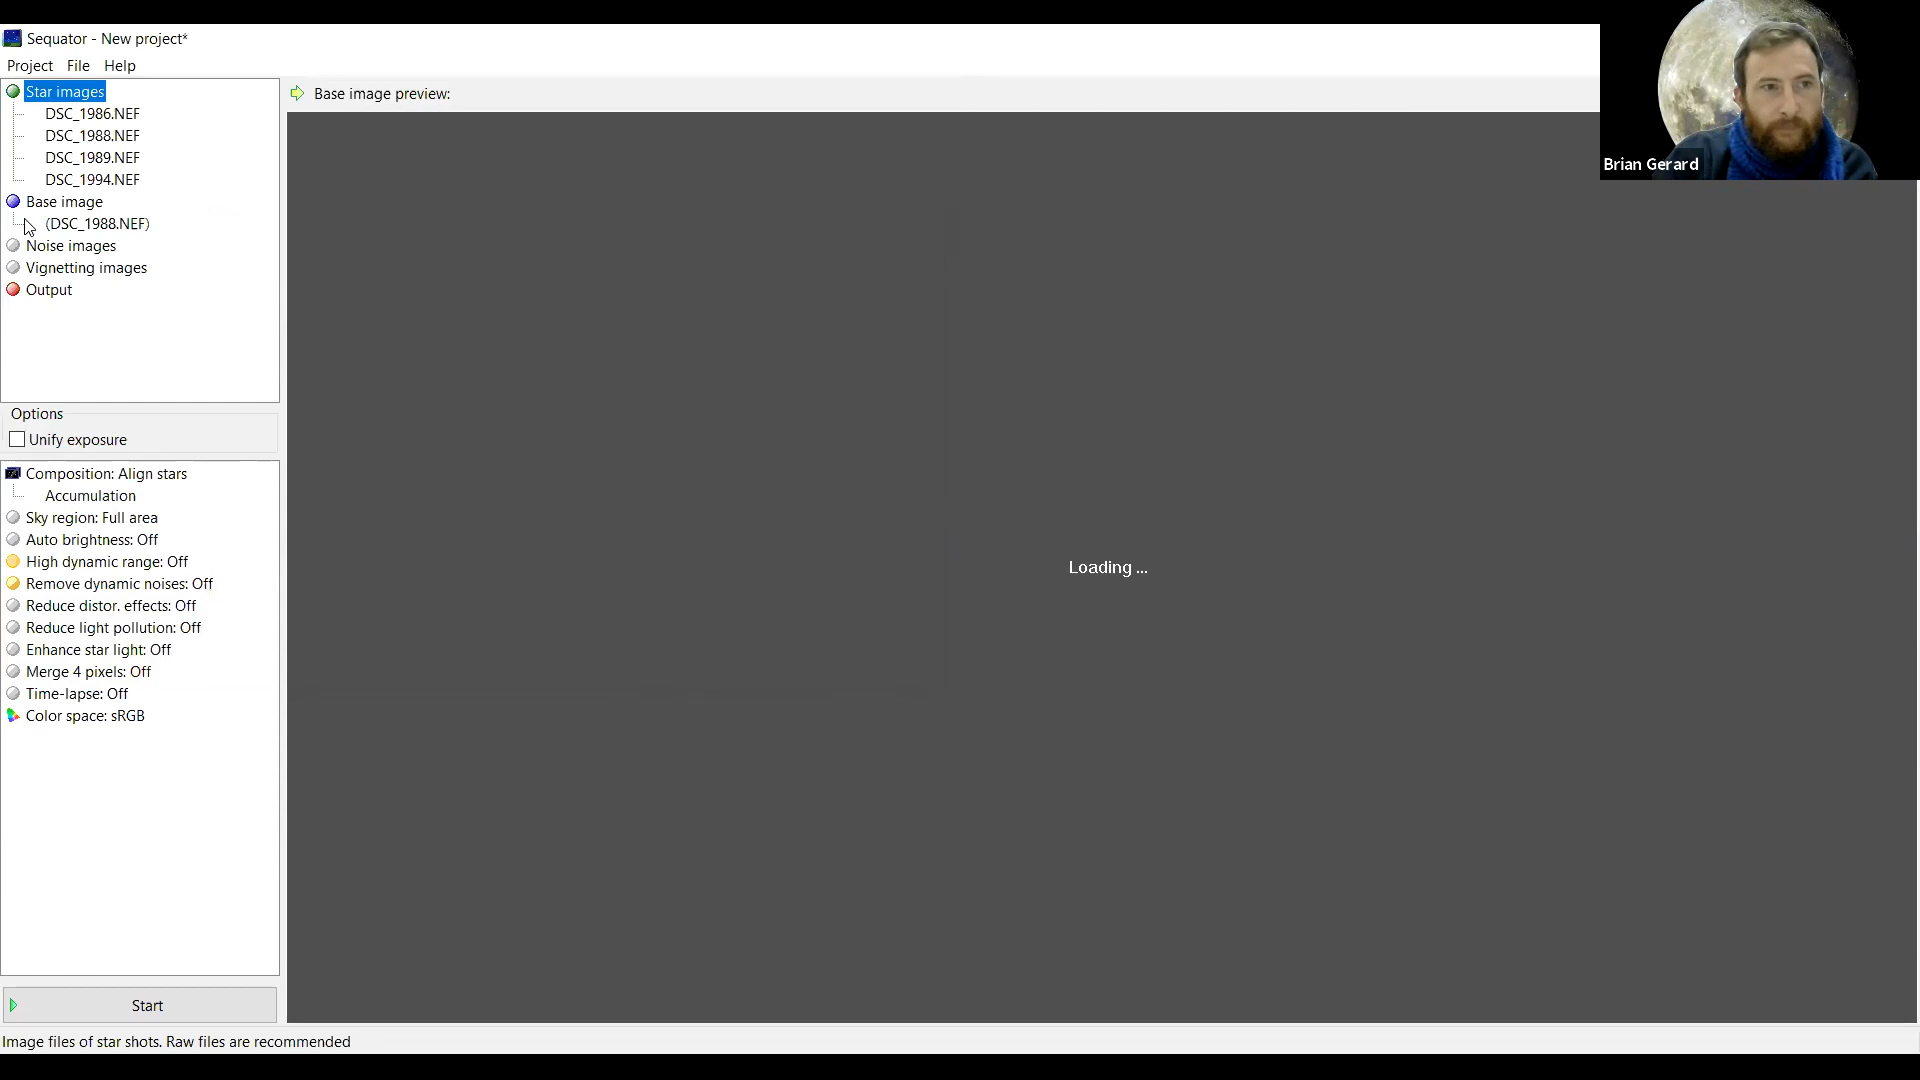 Sequator - New project*
Project File Help
Star images
DSC_1986.NEF
DSC_1988.NEF
DSC_1989.NEF
DSC_1994.NEF
Base image
(DSC_1988.NEF)
Noise images
Vignetting images
Output
Options
Unify exposure
Composition: Align stars
Accumulation
Sky region: Full area
Auto brightness: Off
High dynamic range: Off
Remove dynamic noises: Off
Reduce distor. effects: Off
Reduce light pollution: Off
Enhance star light: Off
Merge 4 pixels: Off
Time-lapse: Off
Color space: sRGB
Start
Image files of star shots. Raw files are recommended
Base image preview:
Loading ...
Brian Gerard